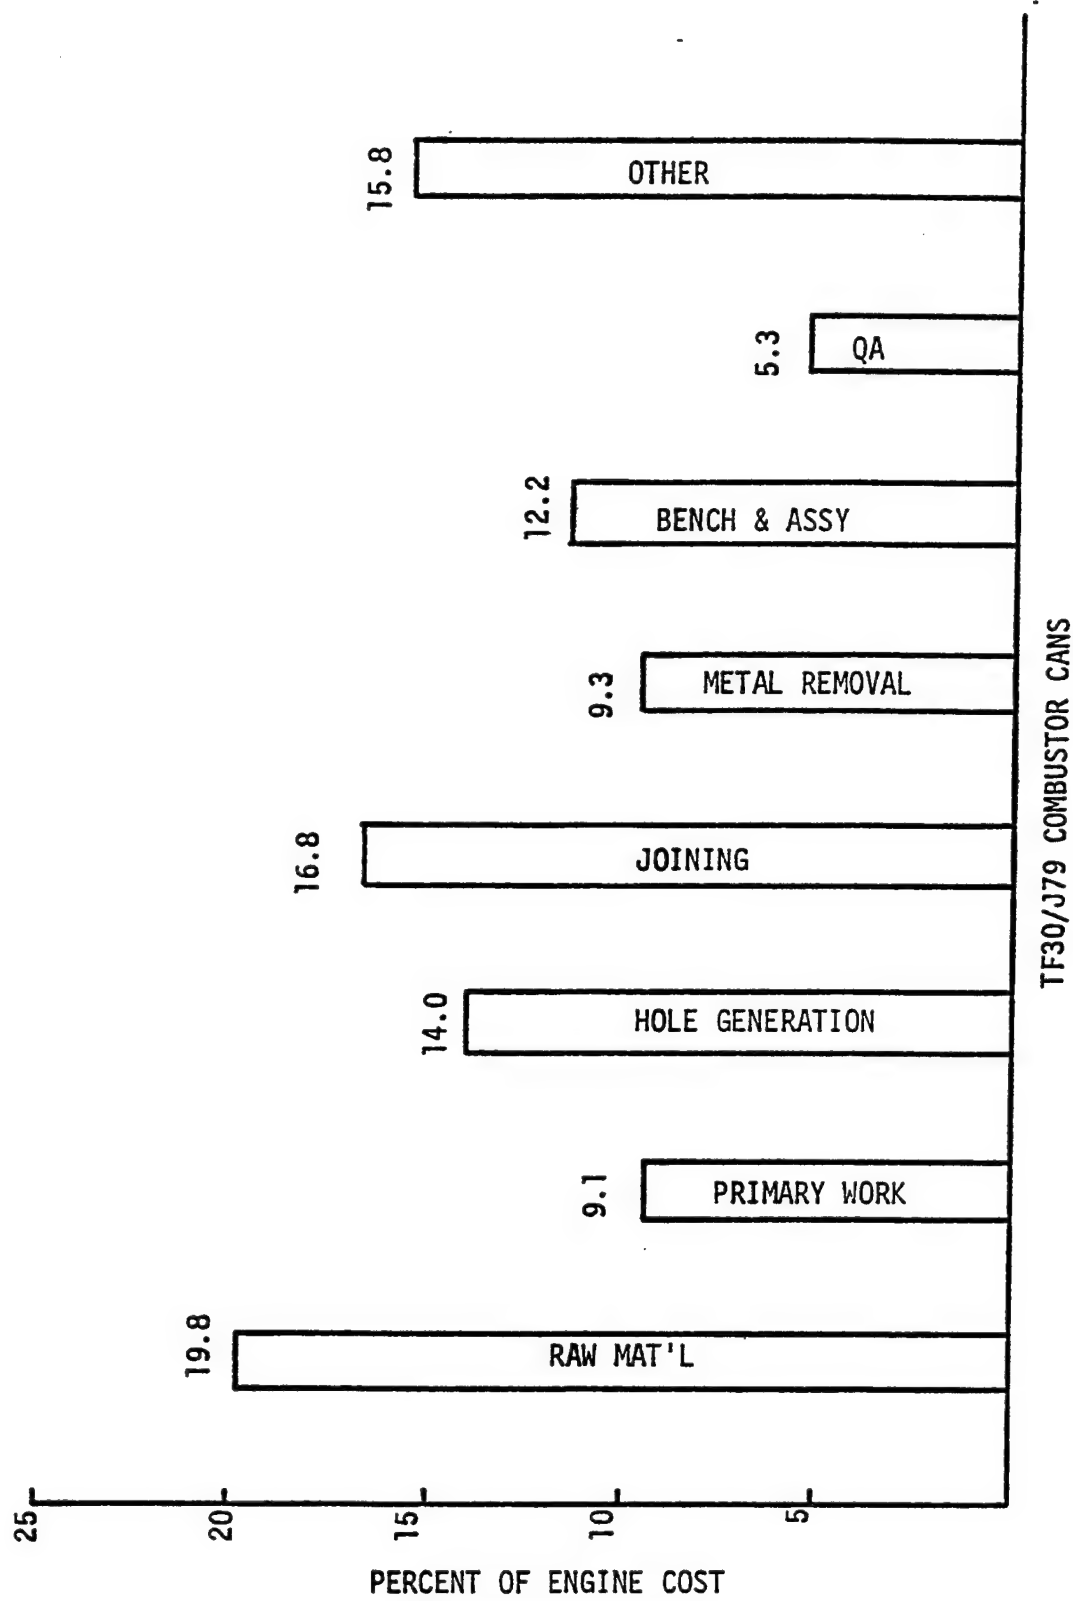 15.8
OTHER
5.3
QA
12.2
BENCH & ASSY
9.3
METAL REMOVAL
16.8
JOINING
14.0
HOLE GENERATION
9.1
PRIMARY WORK
19.8
RAW MAT'L
25
20
15
10
5
PERCENT OF ENGINE COST
TF30/J79 COMBUSTOR CANS